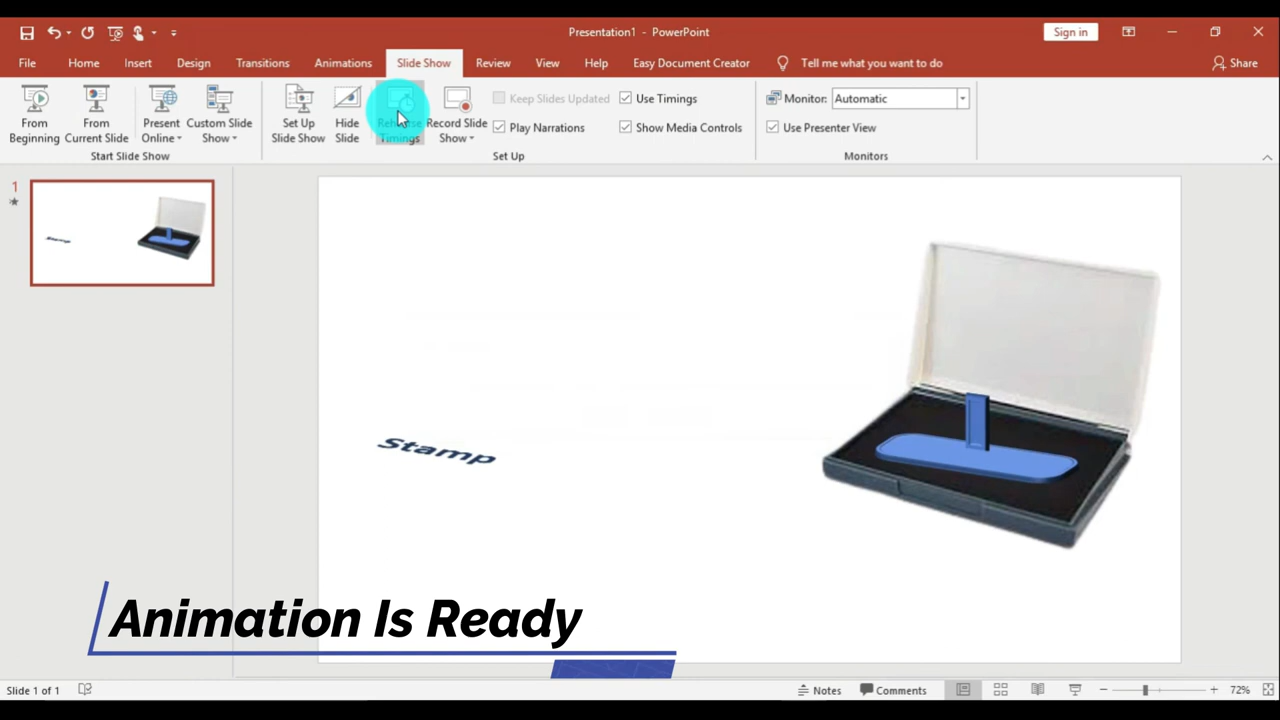 Presentation1 - PowerPoint
Sign in
File Home Insert Design Transitions Animations Slide Show Review View Help Easy Document Creator Tell me what you want to do Share
From Beginning
From Current Slide
Present Online
Custom Slide Show
Start Slide Show
Set Up Slide Show
Hide Slide
Rehearse Timings
Record Slide Show
Keep Slides Updated
Use Timings
Play Narrations
Show Media Controls
Set Up
Monitor: Automatic
Use Presenter View
Monitors
1
Stamp
Stamp
Animation Is Ready
Slide 1 of 1
Notes
Comments
72%